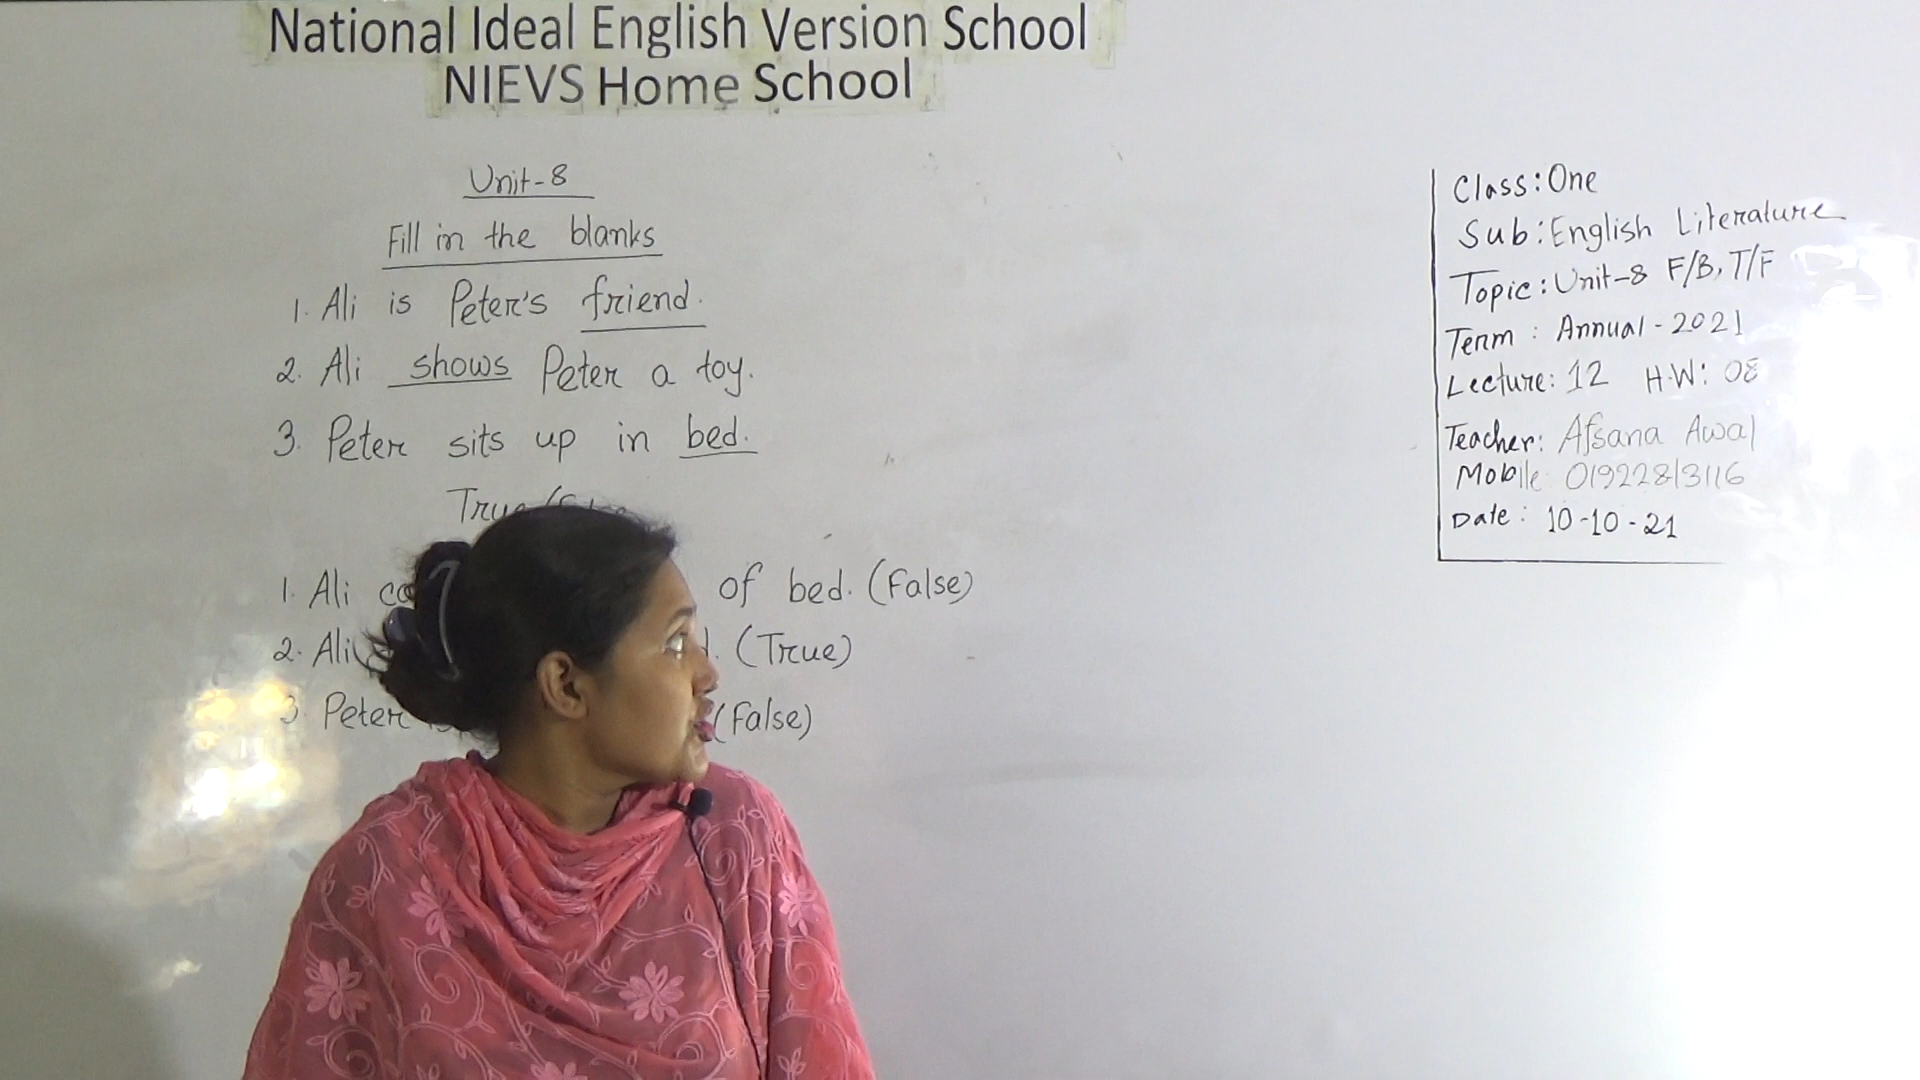 National Ideal English Version School
NIEVS Home School
Unit-8
Fill in the blanks
1. Ali is Peter's friend.
2. Ali shows Peter a toy.
3. Peter sits up in bed.
1. Ali of bed. (False)
2. Ali (True)
3 Peter (False)
Class: One
Sub: English Literature
Topic: Unit-8 F/B, T/F
Term : Annual - 2021
Lecture: 12 H.W: 08
Teacher: Afsana Awal
Mobile 01922813116
Date : 10-10-21